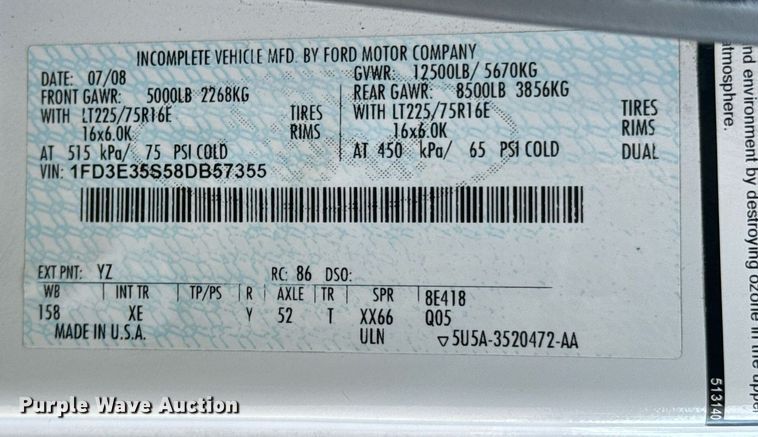 INCOMPLETE VEHICLE MFD. BY FORD MOTOR COMPANY
DATE: 07/08 GVWR: 12500LB/ 5670KG
FRONT GAWR: 5000LB 2268KG REAR GAWR: 8500LB 3856KG
WITH LT225/75R16E TIRES WITH LT225/75R16E TIRES
16x6.0K RIMS 16x6.0K RIMS
AT 515 kPa/ 75 PSI COLD AT 450 kPa/ 65 PSI COLD DUAL
VIN: 1FD3E35S58DB57355
EXT PNT: YZ RC: 86 DSO:
WB INT TR TP/PS R AXLE TR SPR 8E418
158 XE Y 52 T XX66 Q05
MADE IN U.S.A. ULN ▽5U5A-3520472-AA
nd environment by destroying ozone in the upper
atmosphere.
513140
Purple Wave Auction